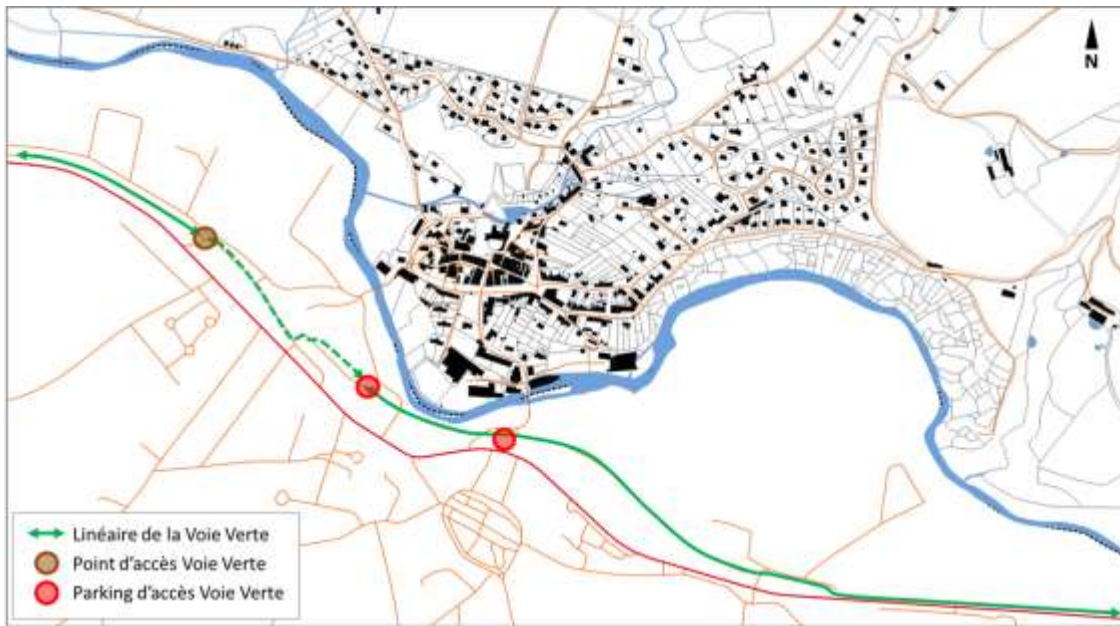 N
Linéaire de la Voie Verte
Point d'accès Voie Verte
Parking d'accès Voie Verte